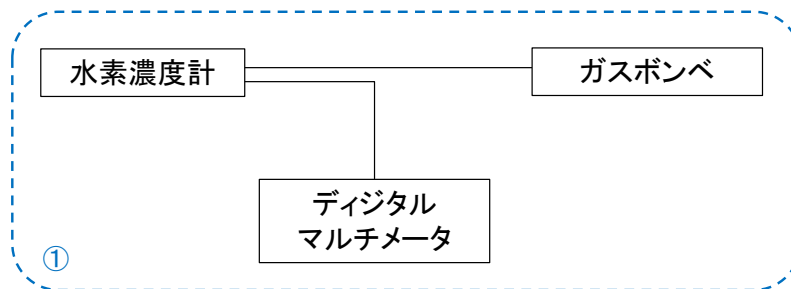 水素濃度計
ガスボンベ
ディジタル
マルチメータ
①